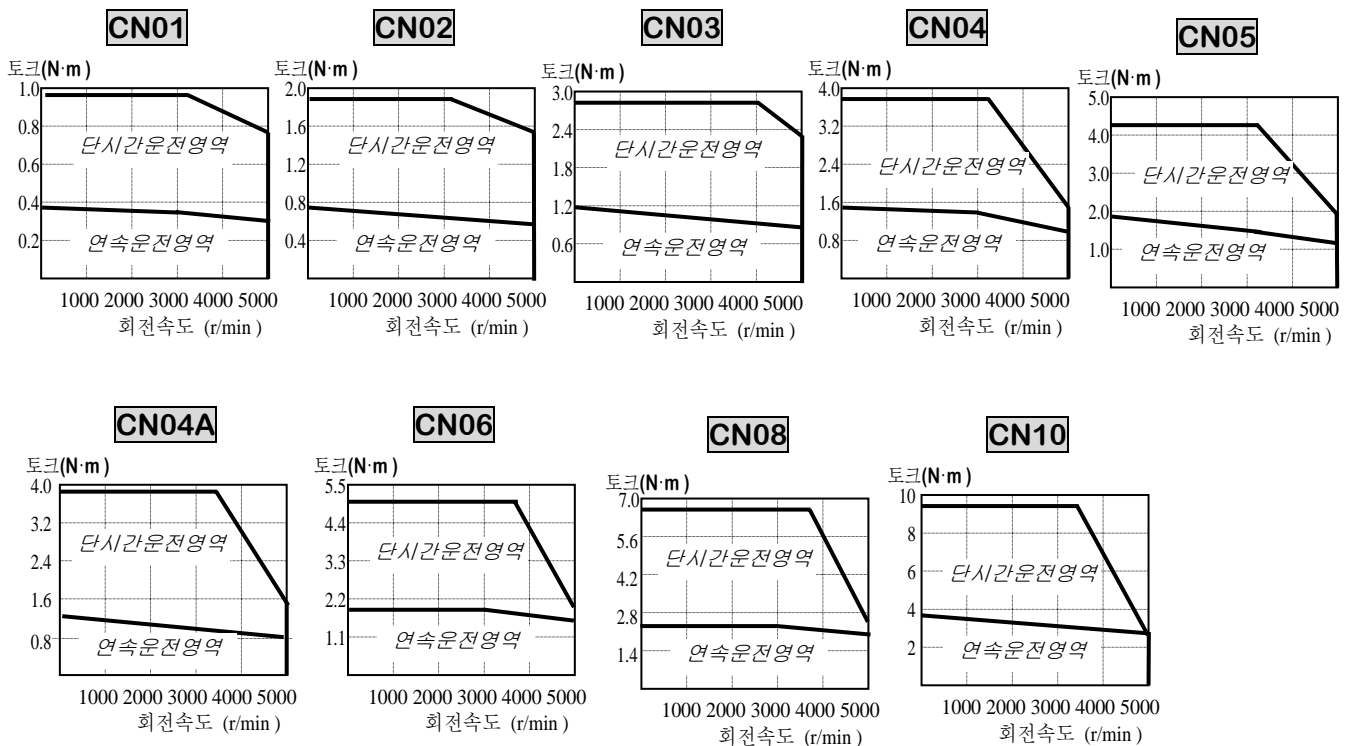 CN01
토크(N·m)
1.0
0.8
0.6
0.4
0.2
단시간운전영역
연속운전영역
1000 2000 3000 4000 5000
회전속도 (r/min)
CN02
토크(N·m)
2.0
1.6
1.2
0.8
0.4
단시간운전영역
연속운전영역
1000 2000 3000 4000 5000
회전속도 (r/min)
CN03
토크(N·m)
3.0
2.4
1.8
1.2
0.6
단시간운전영역
연속운전영역
1000 2000 3000 4000 5000
회전속도 (r/min)
CN04
토크(N·m)
4.0
3.2
2.4
1.6
0.8
단시간운전영역
연속운전영역
1000 2000 3000 4000 5000
회전속도 (r/min)
CN05
토크(N·m)
5.0
4.0
3.0
2.0
1.0
단시간운전영역
연속운전영역
1000 2000 3000 4000 5000
회전속도 (r/min)
CN04A
토크(N·m)
4.0
3.2
2.4
1.6
0.8
단시간운전영역
연속운전영역
1000 2000 3000 4000 5000
회전속도 (r/min)
CN06
토크(N·m)
5.5
4.4
3.3
2.2
1.1
단시간운전영역
연속운전영역
1000 2000 3000 4000 5000
회전속도 (r/min)
CN08
토크(N·m)
7.0
5.6
4.2
2.8
1.4
단시간운전영역
연속운전영역
1000 2000 3000 4000 5000
회전속도 (r/min)
CN10
토크(N·m)
10
8
6
4
2
단시간운전영역
연속운전영역
1000 2000 3000 4000 5000
회전속도 (r/min)